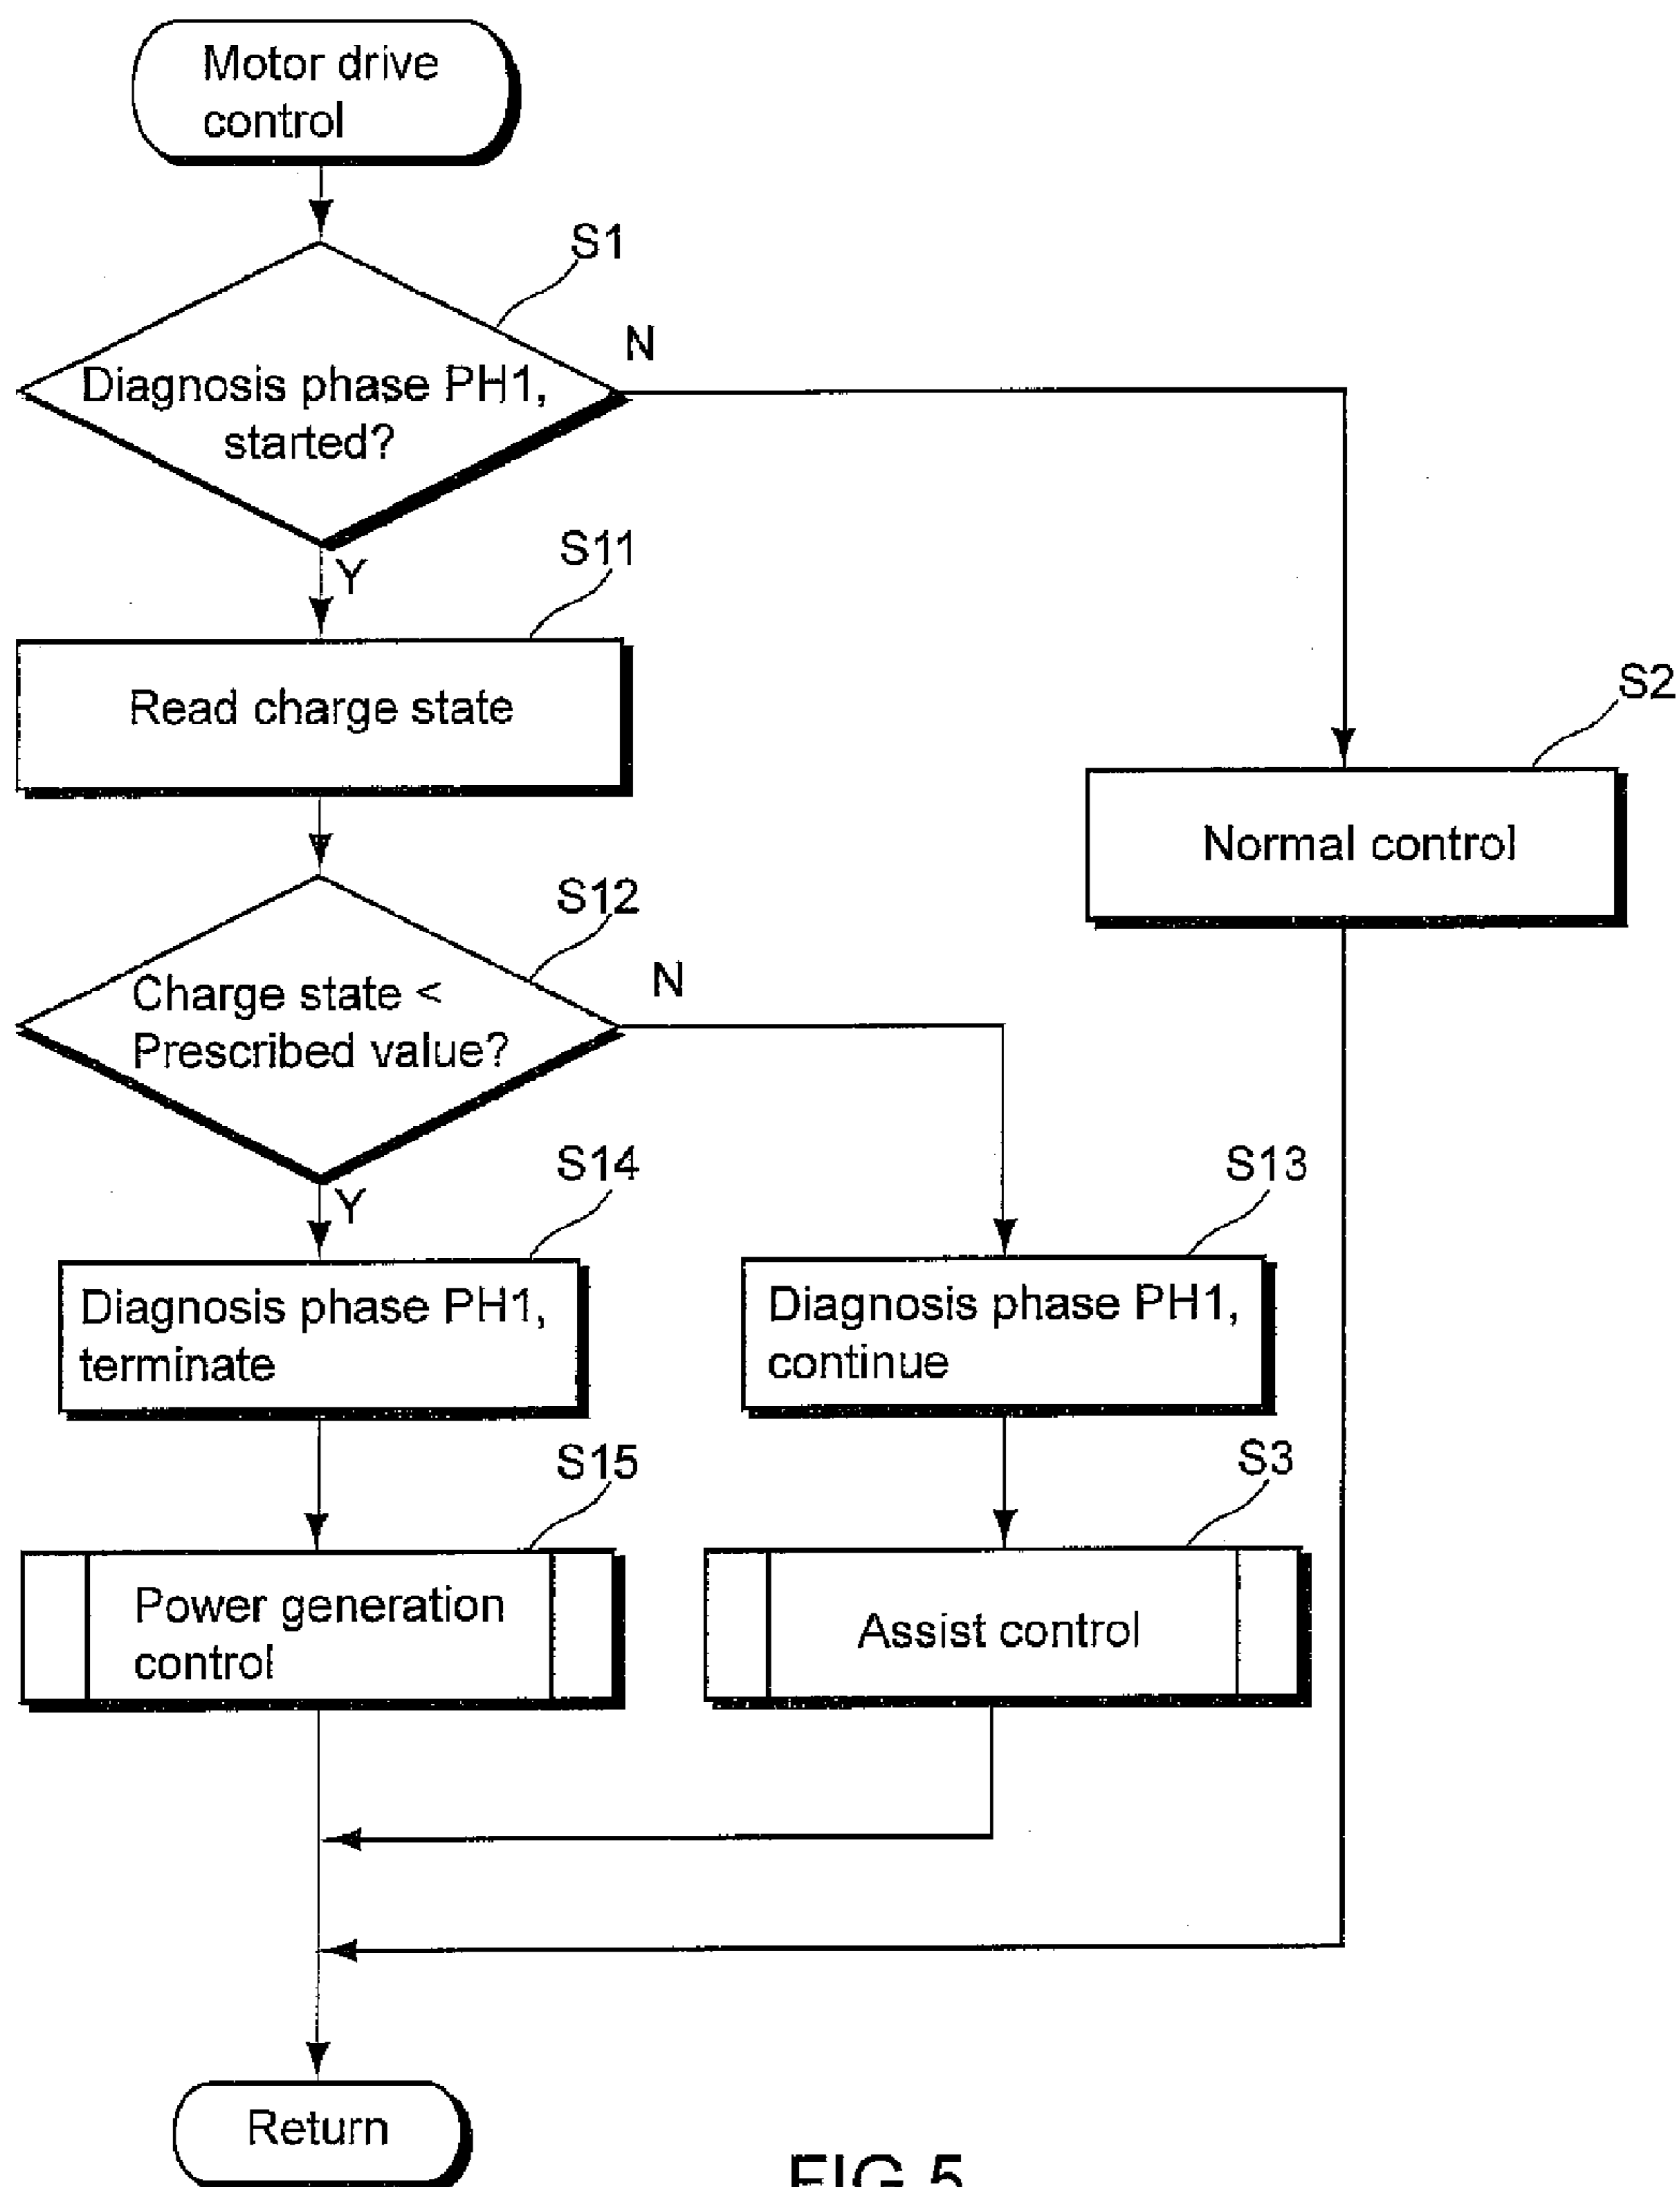 Motor drive
control
S1
N
Diagnosis phase PH1,
started?
Y
S11
Read charge state
S2
Normal control
S12
N
Charge state <
Prescribed value?
Y
S14
Diagnosis phase PH1,
terminate
S13
Diagnosis phase PH1,
continue
S15
Power generation
control
S3
Assist control
Return
FIG.5